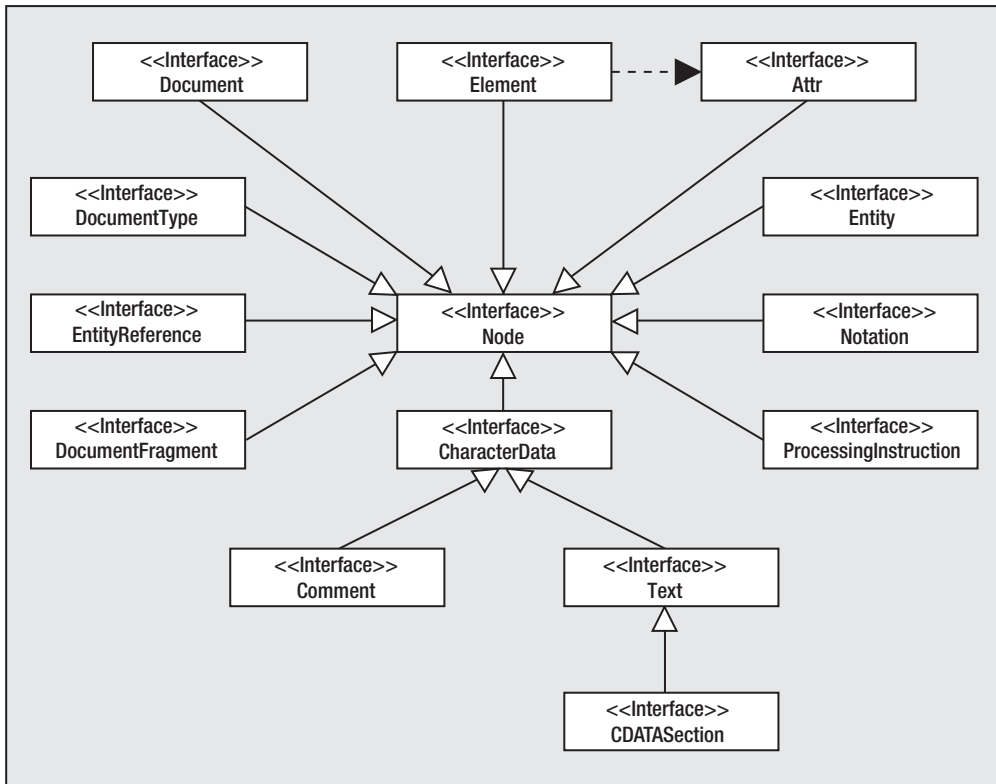 <<Interface>>
Document
<<Interface>>
Element
<<Interface>>
Attr
<<Interface>>
DocumentType
<<Interface>>
Entity
<<Interface>>
EntityReference
<<Interface>>
Node
<<Interface>>
Notation
<<Interface>>
DocumentFragment
<<Interface>>
CharacterData
<<Interface>>
ProcessingInstruction
<<Interface>>
Comment
<<Interface>>
Text
<<Interface>>
CDATASection